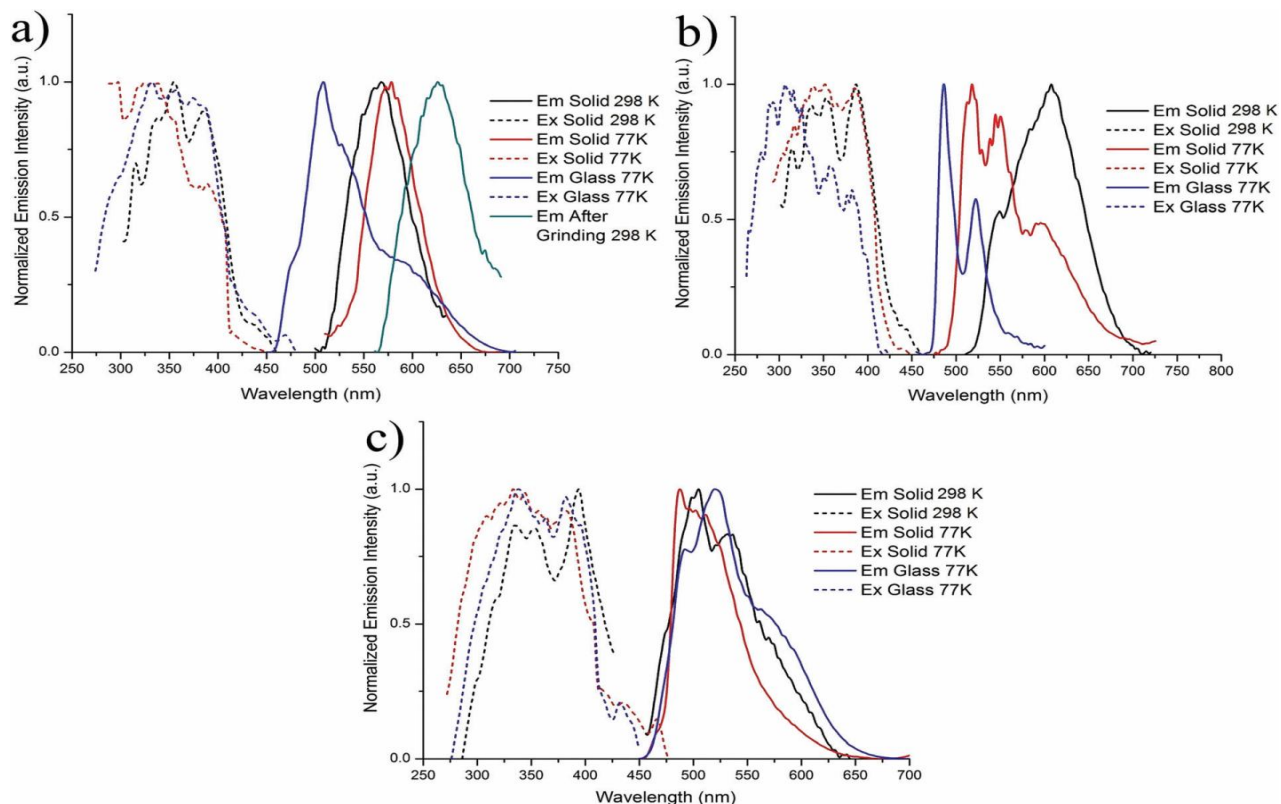 a)
Normalized Emission Intensity (a.u.)
1.0
0.5
0.0
250 300 350 400 450 500 550 600 650 700 750
Wavelength (nm)
Em Solid 298 K
Ex Solid 298 K
Em Solid 77K
Ex Solid 77K
Em Glass 77K
Ex Glass 77K
Em After
Grinding 298 K
b)
Normalized Emission Intensity (a.u.)
1.0
0.5
0.0
250 300 350 400 450 500 550 600 650 700 750 800
Wavelength (nm)
Em Solid 298 K
Ex Solid 298 K
Em Solid 77K
Ex Solid 77K
Em Glass 77K
Ex Glass 77K
c)
Normalized Emission Intensity (a.u.)
1.0
0.5
0.0
250 300 350 400 450 500 550 600 650 700
Wavelength (nm)
Em Solid 298 K
Ex Solid 298 K
Em Solid 77K
Ex Solid 77K
Em Glass 77K
Ex Glass 77K